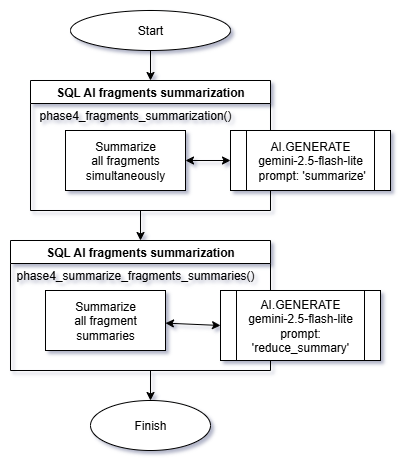 Start
SQL AI fragments summarization
phase4_fragments_summarization()
Summarize
all fragments
simultaneously
AI.GENERATE
gemini-2.5-flash-lite
prompt: 'summarize'
SQL AI fragments summarization
phase4_summarize_fragments_summaries()
Summarize
all fragment
summaries
AI.GENERATE
gemini-2.5-flash-lite
prompt:
'reduce_summary'
Finish